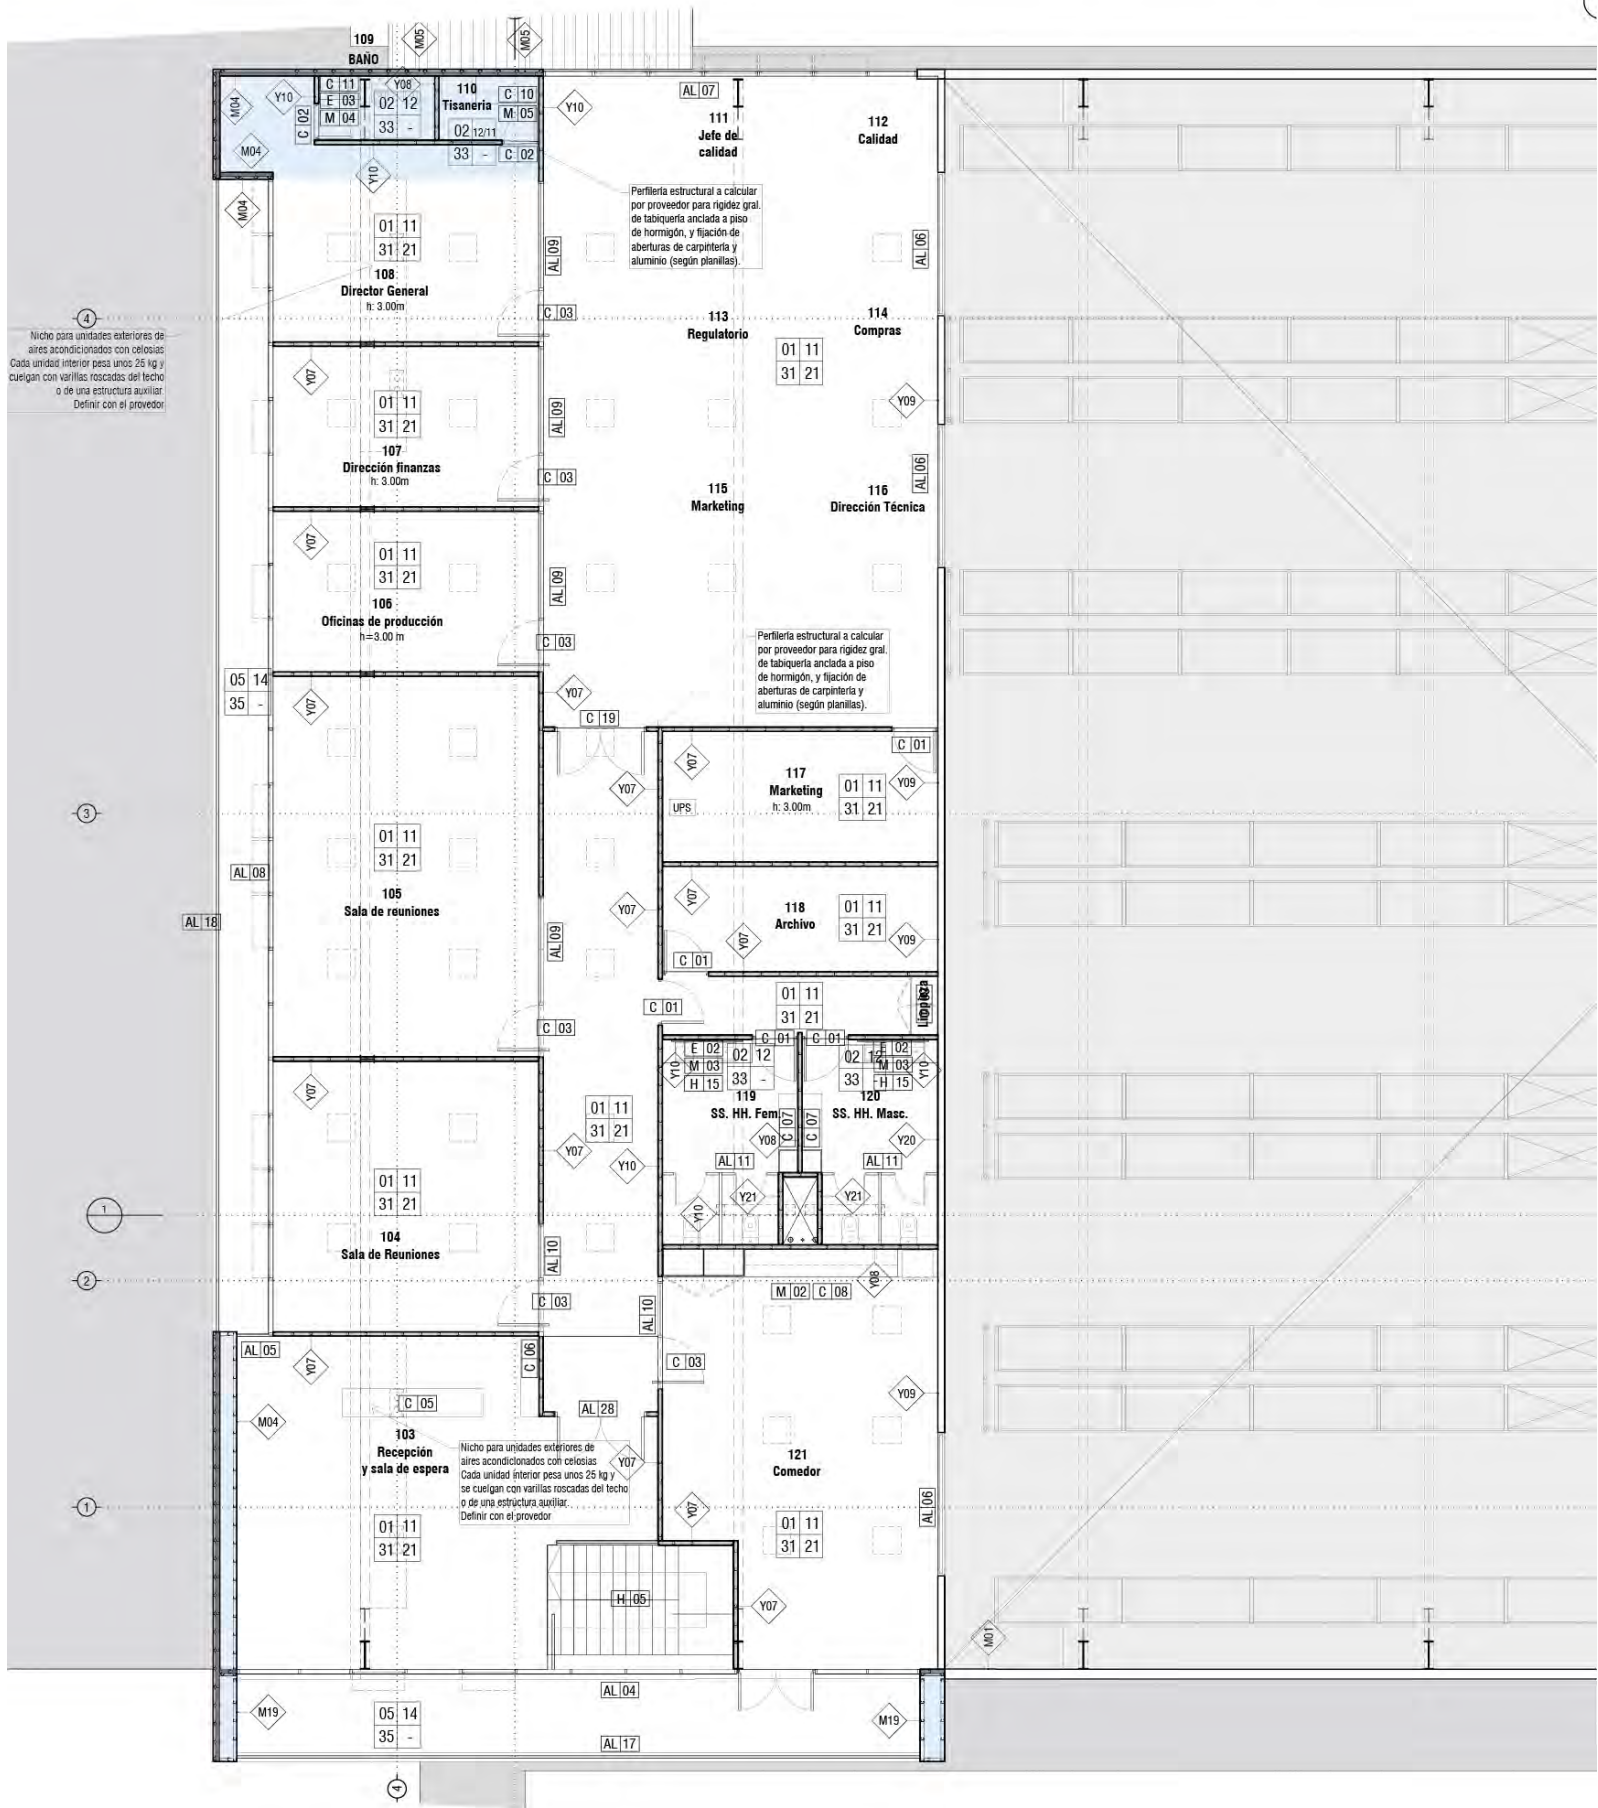 109
BAÑO
M05
M05
M04
Y10
C 02
C 11
E 03
M 04
Y08
02 12
33 -
110
Tisaneria
C 10
M 05
02 12/11
33 -
C 02
Y10
AL 07
111
Jefe de
calidad
112
Calidad
M04
Y10
M04
Perfilería estructural a calcular
por proveedor para rigidez gral.
de tabiquería anclada a piso
de hormigón, y fijación de
aberturas de carpintería y
aluminio (según planillas).
01 11
31 21
108
Director General
h: 3.00m
AL 09
AL 06
C 03
4
Nicho para unidades exteriores de
aires acondicionados con celosias
Cada unidad interior pesa unos 25 kg y
cuelgan con varillas roscadas del techo
o de una estructura auxiliar.
Definir con el provedor
113
Regulatorio
114
Compras
01 11
31 21
Y07
01 11
31 21
107
Dirección finanzas
h: 3.00m
AL 09
Y09
C 03
AL 06
115
Marketing
116
Dirección Técnica
Y07
01 11
31 21
106
Oficinas de producción
h=3.00 m
AL 09
C 03
Perfilería estructural a calcular
por proveedor para rigidez gral.
de tabiquería anclada a piso
de hormigón, y fijación de
aberturas de carpintería y
aluminio (según planillas).
05 14
35 -
Y07
Y07
C 19
C 01
Y07
Y07
117
Marketing
h: 3.00m
01 11
31 21
Y09
UPS
3
01 11
31 21
105
Sala de reuniones
AL 08
AL 18
AL 09
Y07
Y07
118
Archivo
01 11
31 21
Y07
Y09
C 01
C 01
01 11
31 21
Limpieza
C 03
C 01
C 01
Y10
E 02
M 03
H 15
02 12
33 -
119
SS. HH. Fem.
02 12
33 -
E 02
M 03
H 15
Y10
120
SS. HH. Masc.
Y07
01 11
31 21
C 07
C 07
Y08
Y20
Y07
Y10
AL 11
AL 11
01 11
31 21
Y10
Y21
Y21
1
104
Sala de Reuniones
AL 10
2
Y08
M 02
C 08
C 03
AL 10
AL 05
Y07
C 06
C 03
C 05
AL 28
Y09
M04
103
Recepción
y sala de espera
Nicho para unidades exteriores de
aires acondicionados con celosias
Cada unidad interior pesa unos 25 kg y
se cuelgan con varillas roscadas del techo
o de una estructura auxiliar.
Definir con el provedor
Y07
121
Comedor
1
Y07
AL 06
01 11
31 21
01 11
31 21
H 05
Y07
M01
AL 04
M19
05 14
35 -
M19
AL 17
4